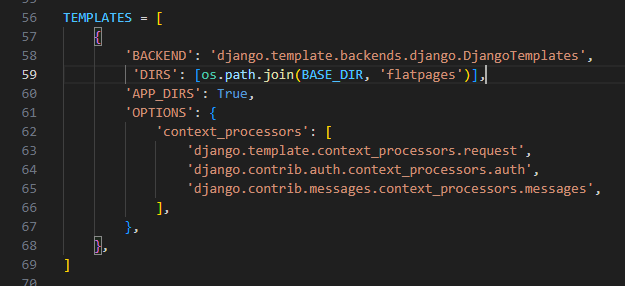 56 TEMPLATES = [
57     {
58         'BACKEND': 'django.template.backends.django.DjangoTemplates',
59          'DIRS': [os.path.join(BASE_DIR, 'flatpages')],
60         'APP_DIRS': True,
61         'OPTIONS': {
62             'context_processors': [
63                 'django.template.context_processors.request',
64                 'django.contrib.auth.context_processors.auth',
65                 'django.contrib.messages.context_processors.messages',
66             ],
67         },
68     },
69 ]